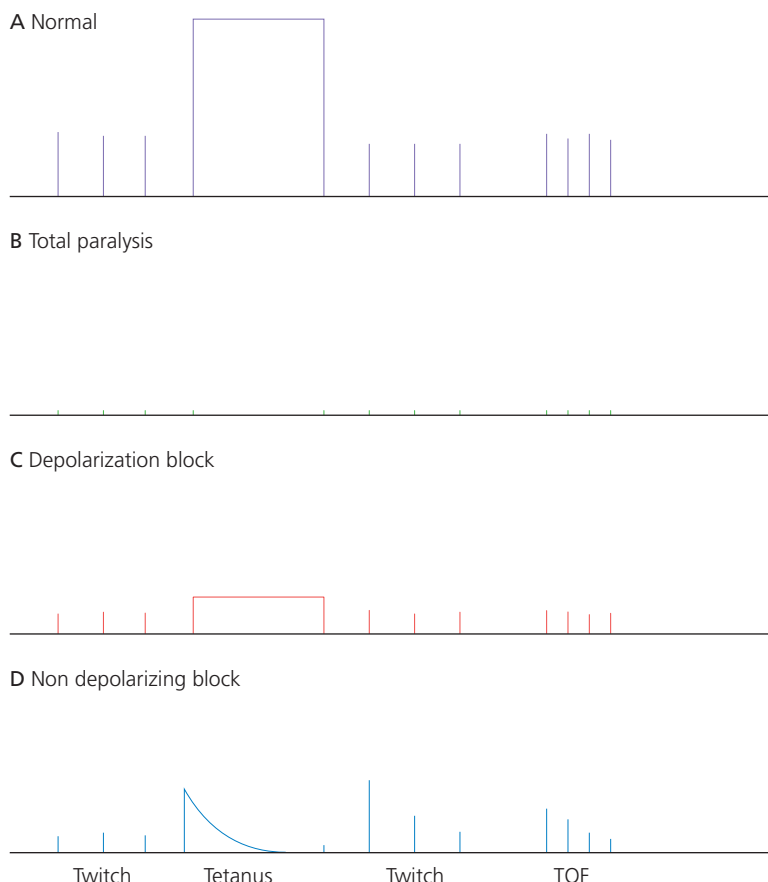 A Normal
B Total paralysis
C Depolarization block
D Non depolarizing block
Twitch Tetanus Twitch TOF